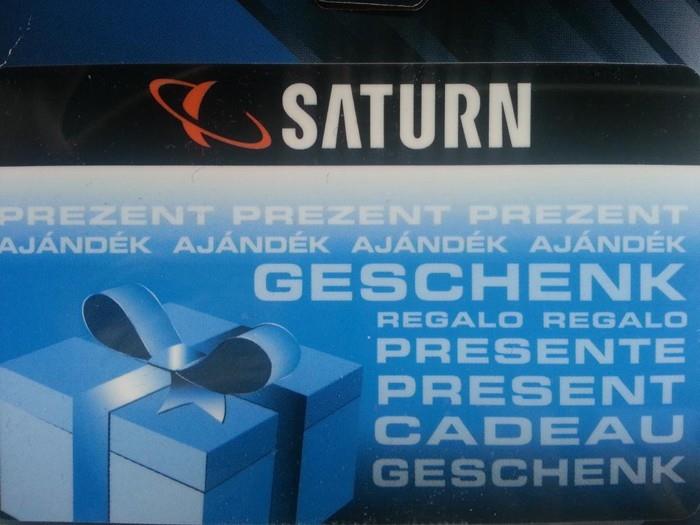 SATURN
PREZENT PREZENT PREZENT
AJÁNDÉK AJÁNDÉK AJÁNDÉK AJÁNDÉK
GESCHENK
REGALO REGALO
PRESENTE
PRESENT
CADEAU
GESCHENK